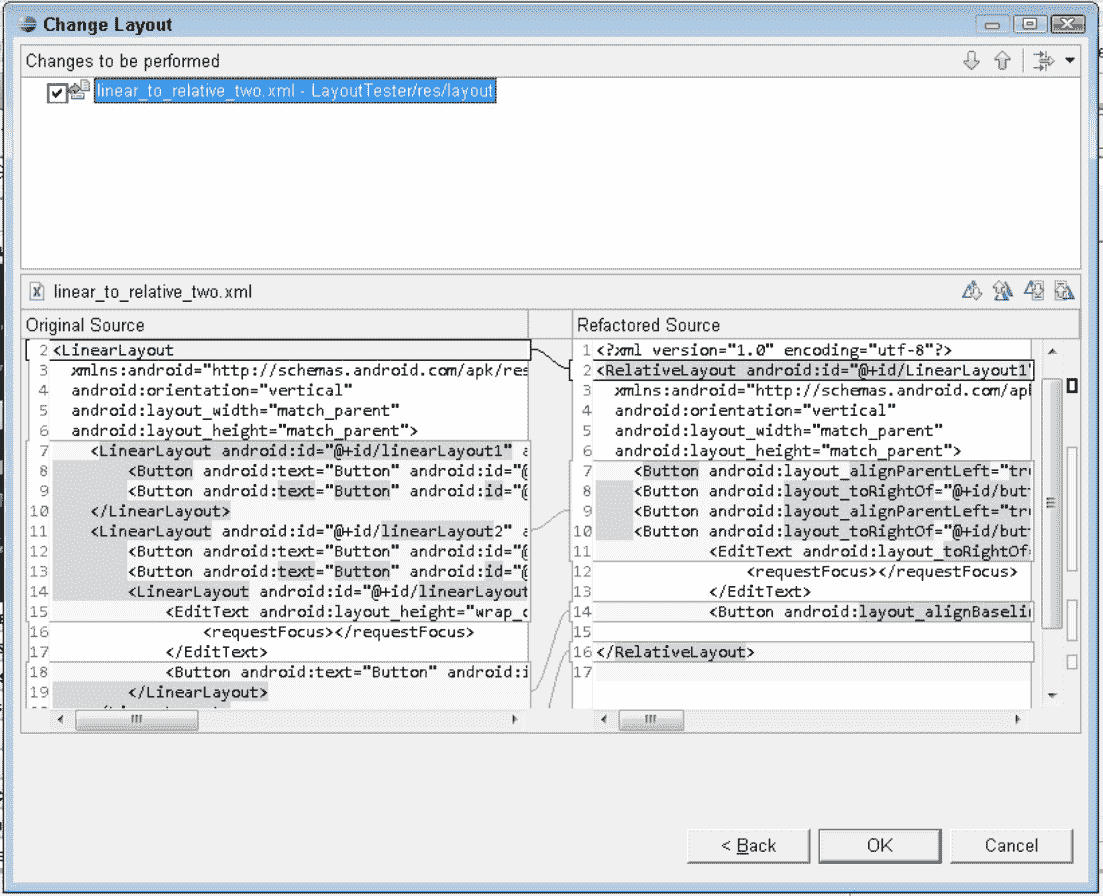 Change Layout
Changes to be performed
linear_to_relative_two.xml - LayoutTester/res/layout
linear_to_relative_two.xml
Original Source
2 <LinearLayout
3 xmlns:android="http://schemas.android.com/apk/res
4 android:orientation="vertical"
5 android:layout_width="match_parent"
6 android:layout_height="match_parent">
7 <LinearLayout android:id="@+id/linearLayout1" a
8 <Button android:text="Button" android:id="@
9 <Button android:text="Button" android:id="@
10 </LinearLayout>
11 <LinearLayout android:id="@+id/linearLayout2 a
12 <Button android:text="Button" android:id="@
13 <Button android:text="Button" android:id="@
14 <LinearLayout android:id="@+id/linearLayout
15 <EditText android:layout_height="wrap_c
16 <requestFocus></requestFocus>
17 </EditText>
18 <Button android:text="Button" android:i
19 </LinearLayout>
Refactored Source
1 <?xml version="1.0" encoding="utf-8"?>
2 <RelativeLayout android:id="@+id/LinearLayout1"
3 xmlns:android="http://schemas.android.com/ap
4 android:orientation="vertical"
5 android:layout_width="match_parent"
6 android:layout_height="match_parent">
7 <Button android:layout_alignParentLeft="tr
8 <Button android:layout_toRightOf="@+id/but
9 <Button android:layout_alignParentLeft="tr
10 <Button android:layout_toRightOf="@+id/but
11 <EditText android:layout_toRightOf
12 <requestFocus></requestFocus>
13 </EditText>
14 <Button android:layout_alignBaseli
15
16 </RelativeLayout>
17
< Back
OK
Cancel